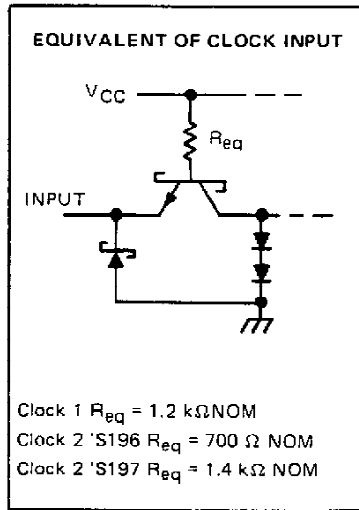 EQUIVALENT OF CLOCK INPUT
VCC
Req
INPUT
Clock 1 Req = 1.2 kΩ NOM
Clock 2 'S196 Req = 700 Ω NOM
Clock 2 'S197 Req = 1.4 kΩ NOM